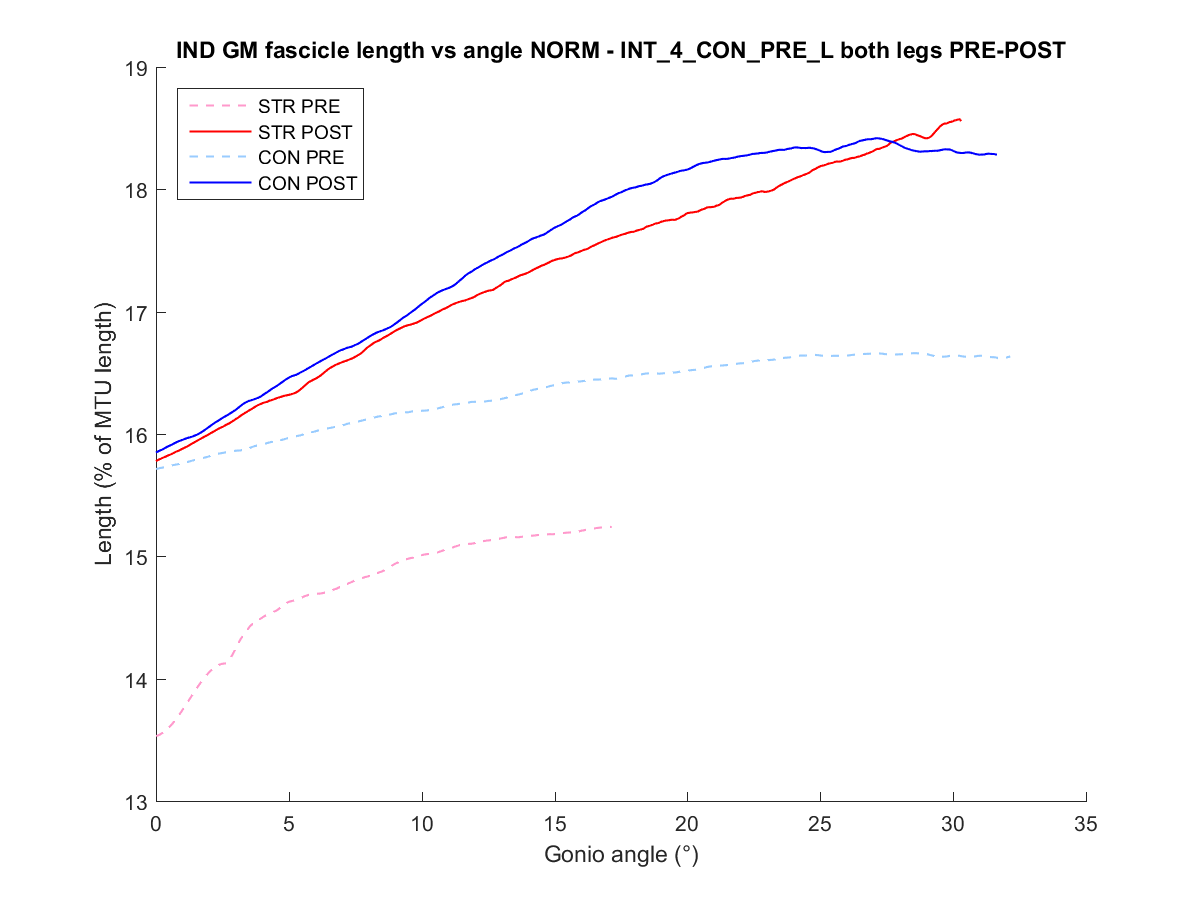 IND GM fascicle length vs angle NORM - INT_4_CON_PRE_L both legs PRE-POST
19
18
17
16
15
14
13
Length (% of MTU length)
STR PRE
STR POST
CON PRE
CON POST
0
5
10
15
20
25
30
35
Gonio angle (°)